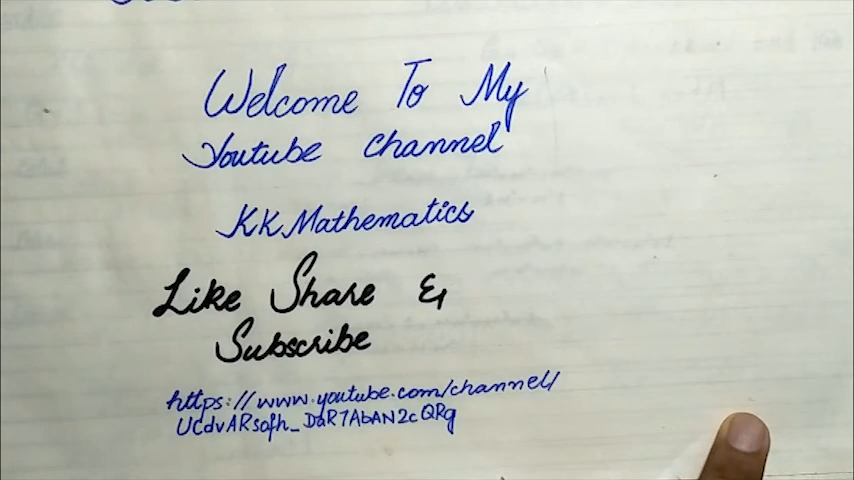 Welcome To My
Youtube Channel
KK Mathematics
Like Share &
Subscribe
https://www.youtube.com/channel/
UCdvARsofh_DaR7AbAN2cQRg